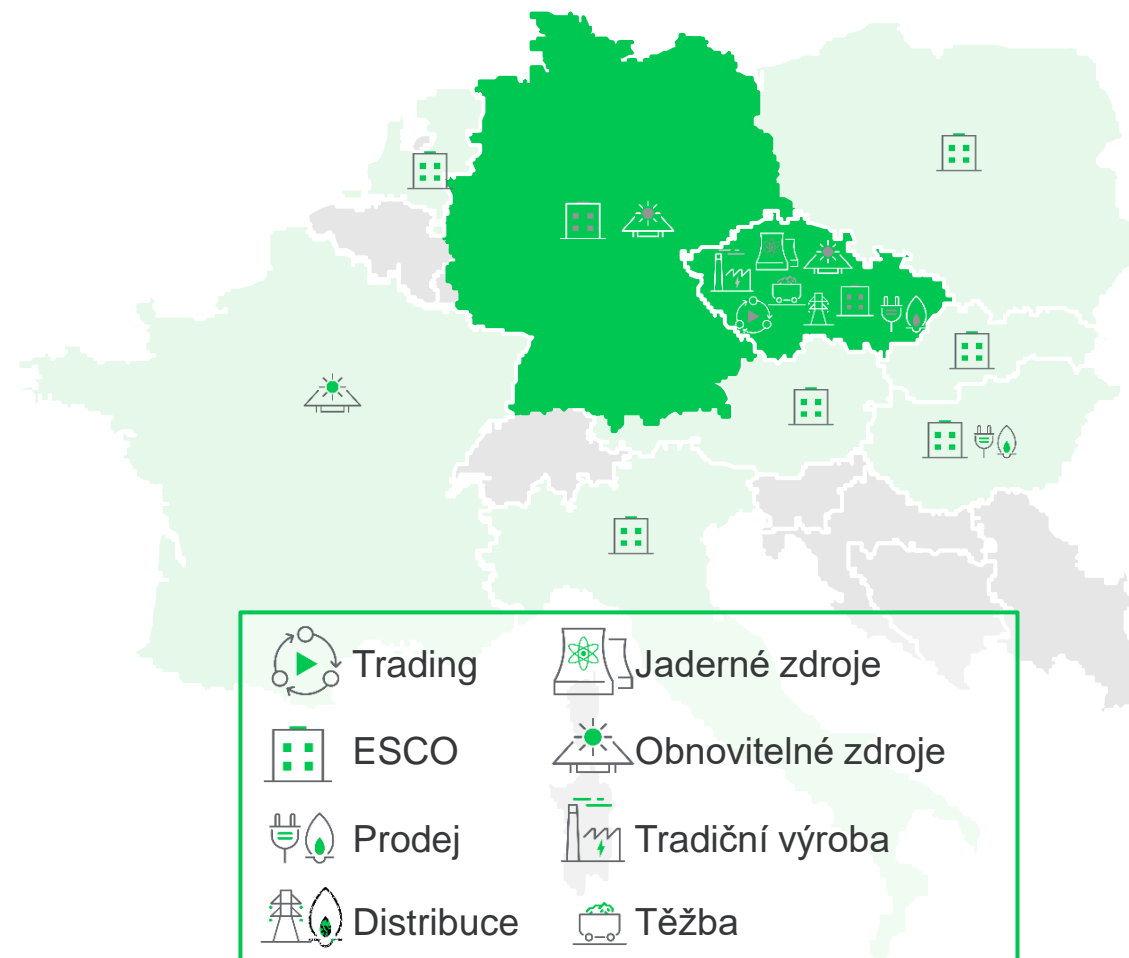 Trading
Jaderné zdroje
ESCO
Obnovitelné zdroje
Prodej
Tradiční výroba
Distribuce
Těžba